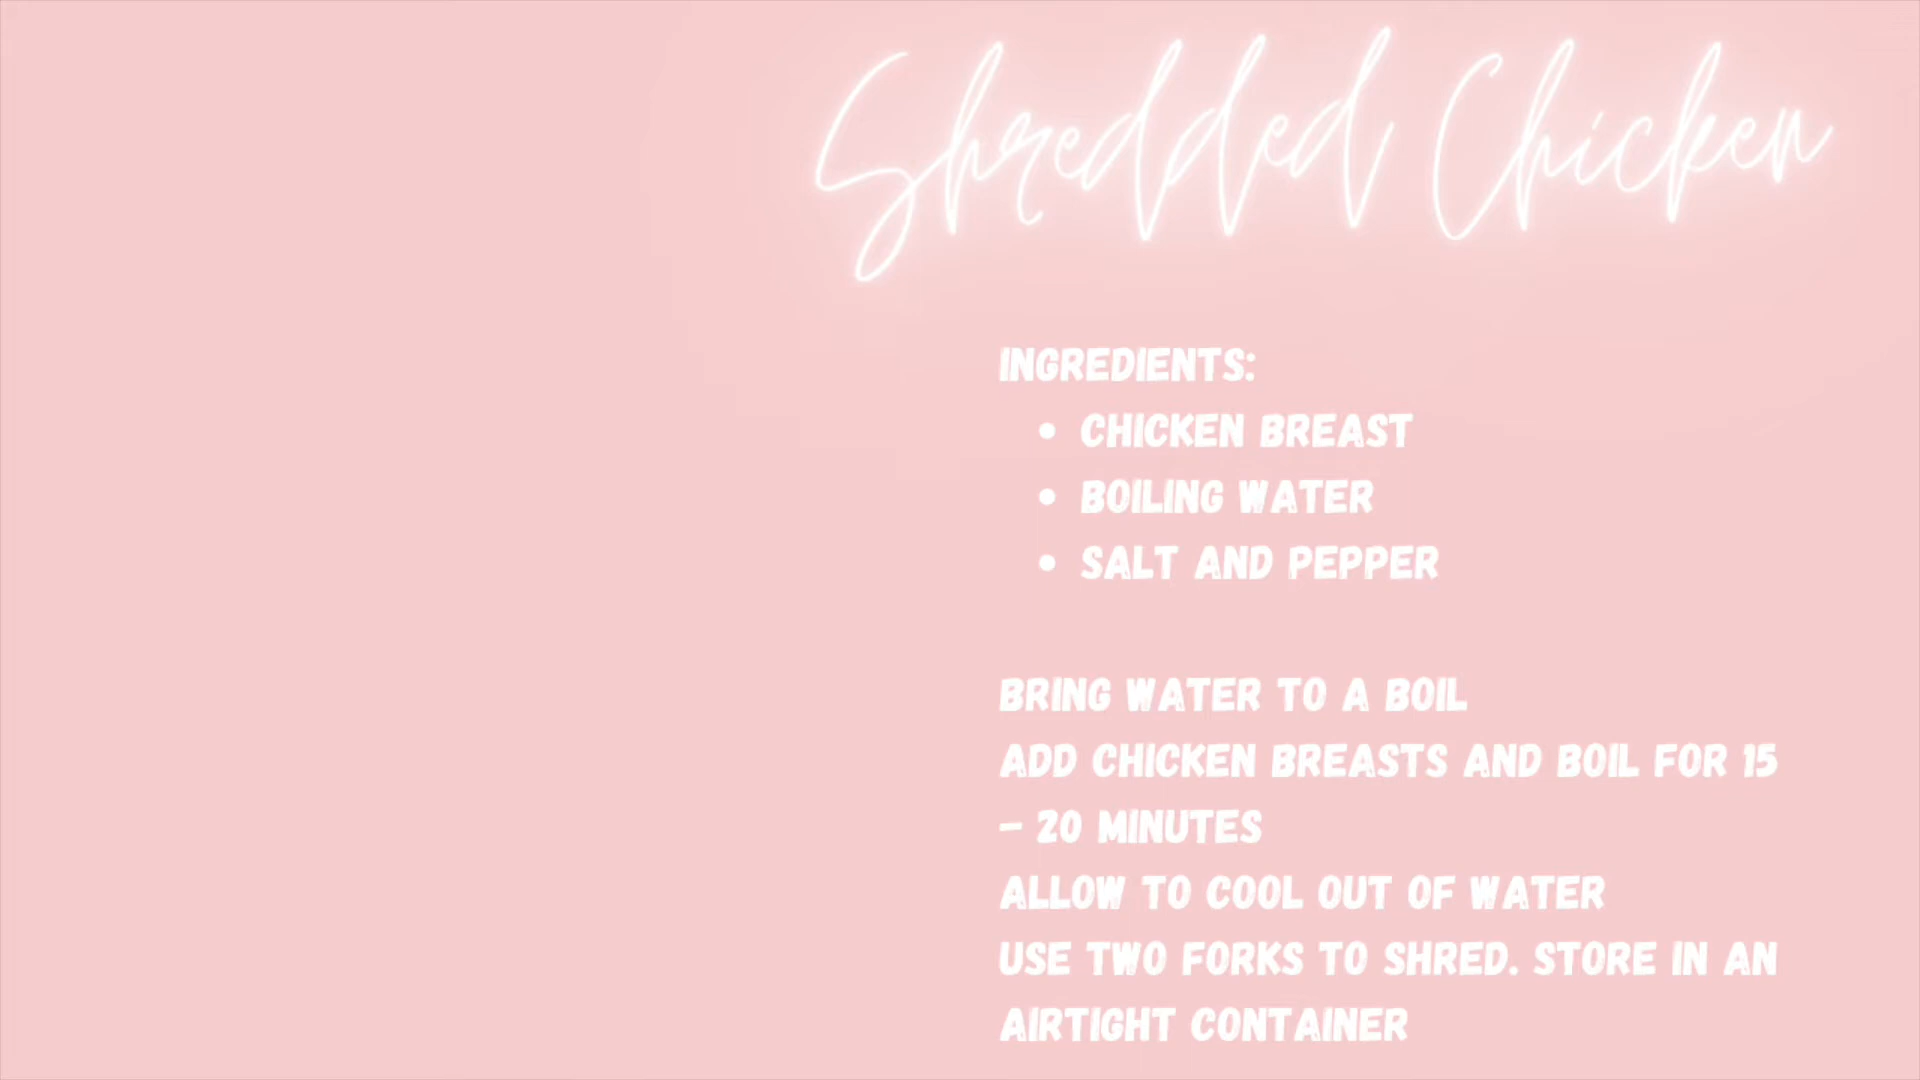 Shredded Chicken
INGREDIENTS:
• CHICKEN BREAST
• BOILING WATER
• SALT AND PEPPER
BRING WATER TO A BOIL
ADD CHICKEN BREASTS AND BOIL FOR 15
– 20 MINUTES
ALLOW TO COOL OUT OF WATER
USE TWO FORKS TO SHRED. STORE IN AN
AIRTIGHT CONTAINER